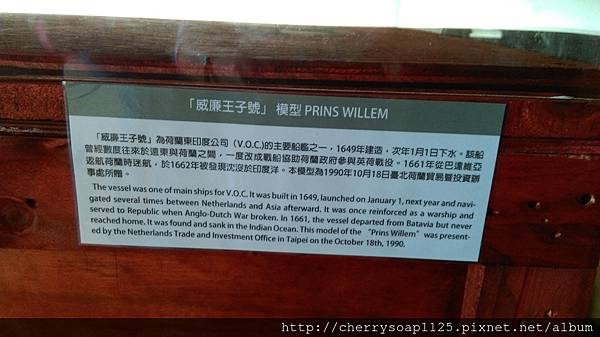 「威廉王子號」 模型 PRINS WILLEM
「威廉王子號」為荷蘭東印度公司（V.O.C.)的主要船艦之一，1649年建造，次年1月1日下水。該船
曾經數度往來於遠東與荷蘭之間，一度改成戰船協助荷蘭政府參與英荷戰役。1661年從巴達維亞
返航荷蘭時迷航，於1662年被發現沈沒於印度洋。本模型為1990年10月18日臺北荷蘭貿易暨投資辦
事處所贈。
The vessel was one of main ships for V.O.C. It was built in 1649, launched on January 1, next year and navi-
gated several times between Netherlands and Asia afterward. It was once reinforced as a warship and
served to Republic when Anglo-Dutch War broken. In 1661, the vessel departed from Batavia but never
reached home. It was found and sank in the Indian Ocean. This model of the “Prins Willem” was present-
ed by the Netherlands Trade and Investment Office in Taipei on the October 18th, 1990.
http://cherrysoap1125.pixnet.net/album